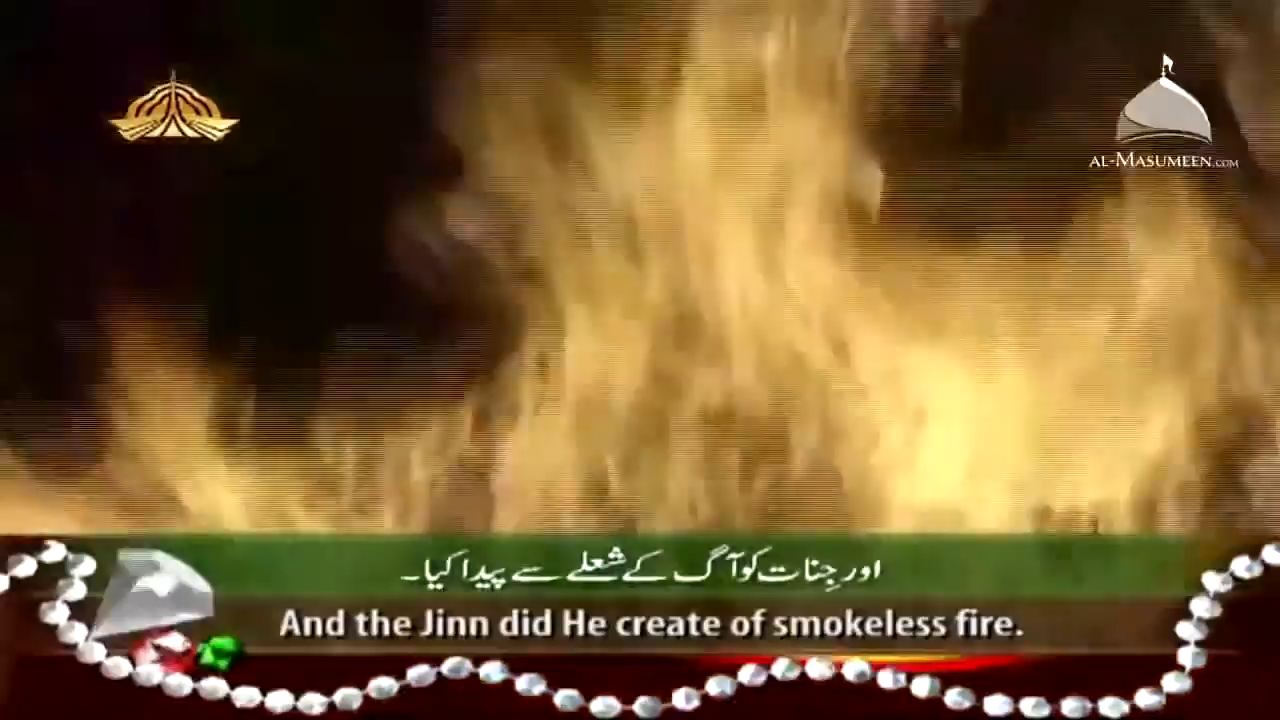 AL-MASUMEEN.COM
اور جِنات کو آگ کے شعلے سے پیدا کیا۔
And the Jinn did He create of smokeless fire.